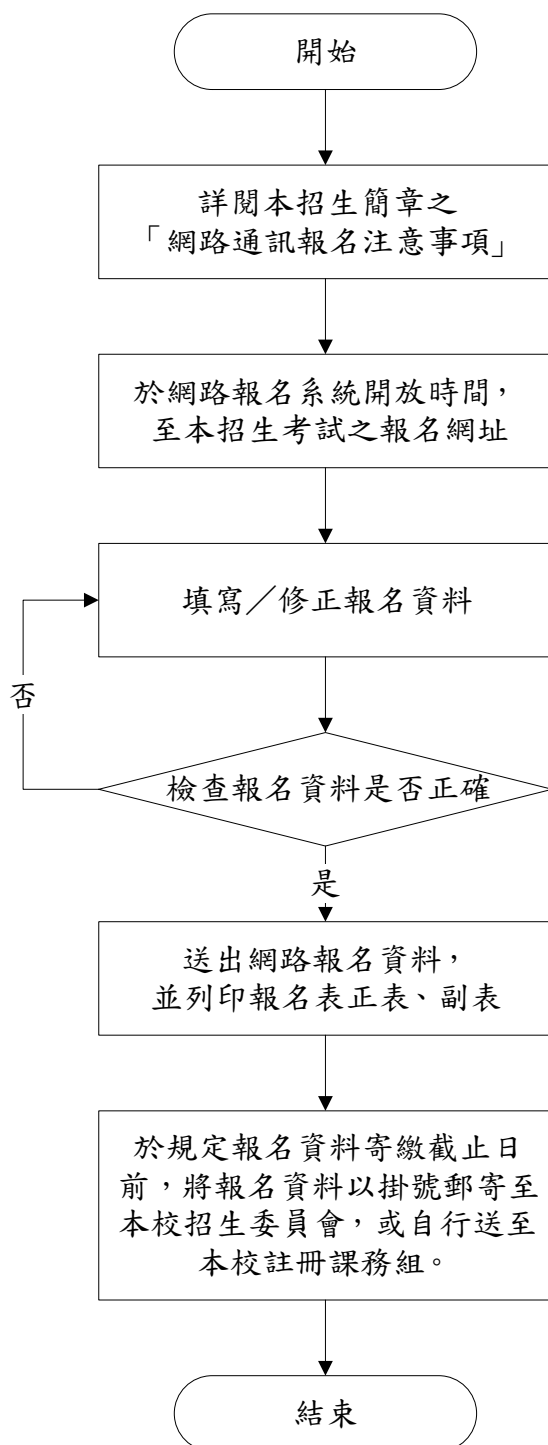 開始
詳閱本招生簡章之
「網路通訊報名注意事項」
於網路報名系統開放時間，
至本招生考試之報名網址
填寫／修正報名資料
否
檢查報名資料是否正確
是
送出網路報名資料，
並列印報名表正表、副表
於規定報名資料寄繳截止日
前，將報名資料以掛號郵寄至
本校招生委員會，或自行送至
本校註冊課務組。
結束